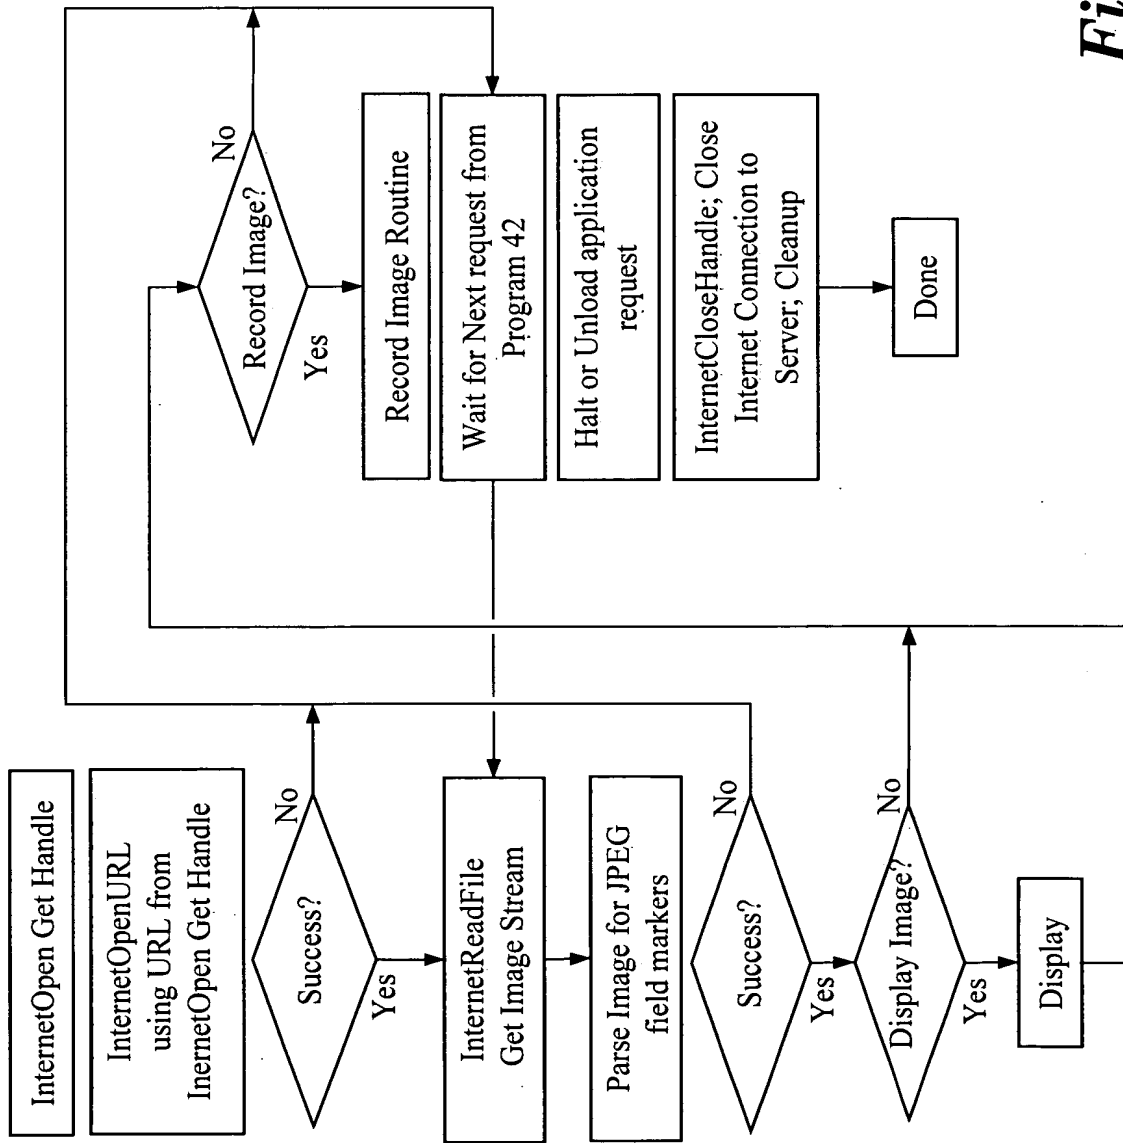 InternetOpen Get Handle
InternetOpenURL
using URL from
InernetOpen Get Handle
Success?
No
Yes
InternetReadFile
Get Image Stream
Parse Image for JPEG
field markers
Success?
No
Yes
Display Image?
No
Yes
Display
Record Image?
No
Yes
Record Image Routine
Wait for Next request from
Program 42
Halt or Unload application
request
InternetCloseHandle; Close
Internet Connection to
Server; Cleanup
Done